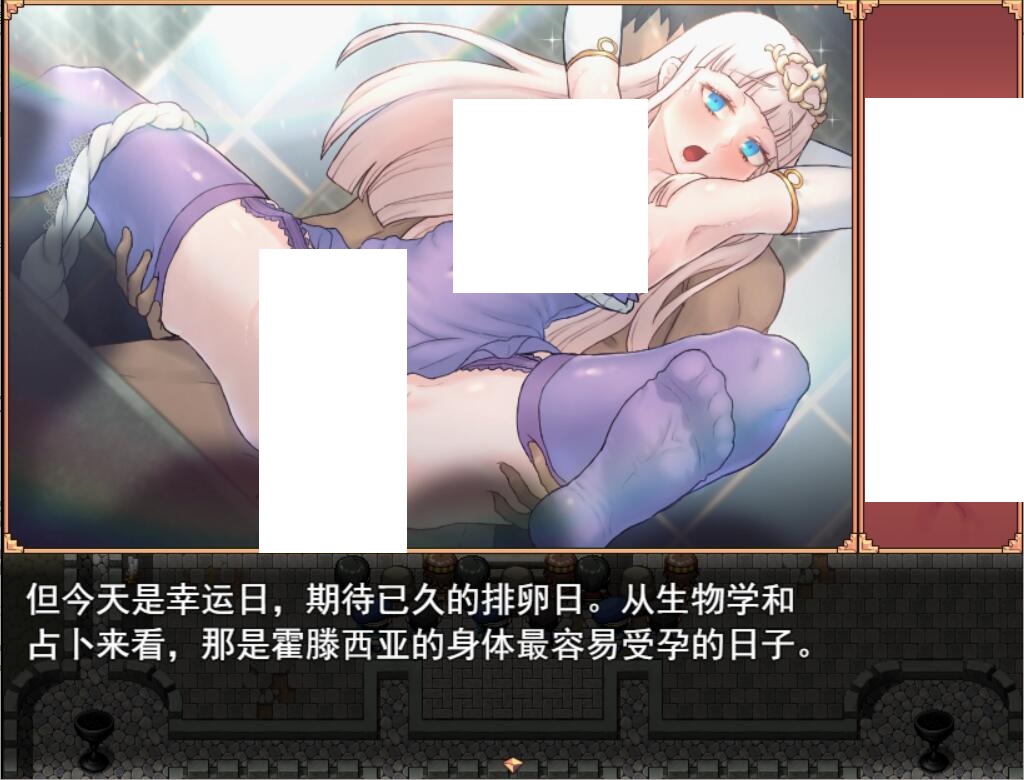 但今天是幸运日，期待已久的排卵日。从生物学和
占卜来看，那是霍滕西亚的身体最容易受孕的日子。